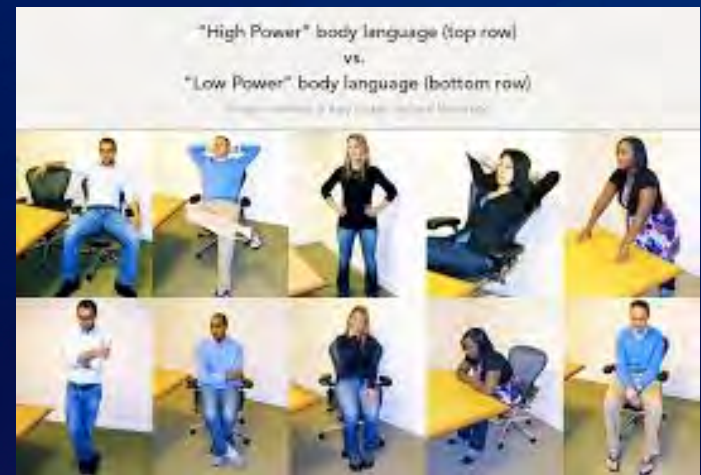 "High Power" body language (top row)
vs.
"Low Power" body language (bottom row)